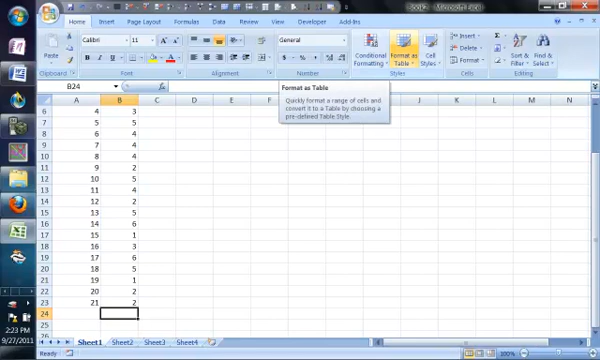 Book2 - Microsoft Excel
Home Insert Page Layout Formulas Data Review View Developer Add-Ins
Paste
Calibri 11
General
Conditional Formatting
Format as Table
Cell Styles
Insert
Delete
Format
Sort & Filter
Find & Select
Clipboard Font Alignment Number Styles Cells Editing
B24 fx
Format as Table
Quickly format a range of cells and
convert it to a Table by choosing a
pre-defined Table Style.
A B C D E F G H I J K L M N
6 4 3
7 5 5
8 6 4
9 7 4
10 8 4
11 9 2
12 10 5
13 11 4
14 12 2
15 13 5
16 14 6
17 15 1
18 16 3
19 17 6
20 18 5
21 19 1
22 20 2
23 21 2
24
25
26
Sheet1 Sheet2 Sheet3 Sheet4
Ready 100%
2:23 PM
9/27/2011